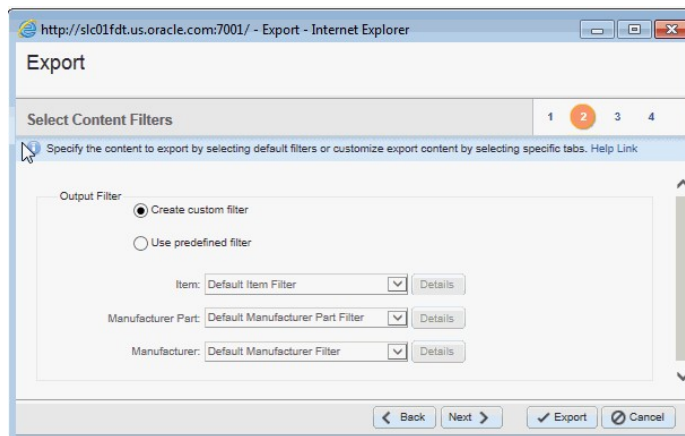 http://slc01fdt.us.oracle.com:7001/ - Export - Internet Explorer
Export
Select Content Filters 1 2 3 4
Specify the content to export by selecting default filters or customize export content by selecting specific tabs. Help Link
Output Filter
Create custom filter
Use predefined filter
Item: Default Item Filter Details
Manufacturer Part: Default Manufacturer Part Filter Details
Manufacturer: Default Manufacturer Filter Details
Back Next Export Cancel